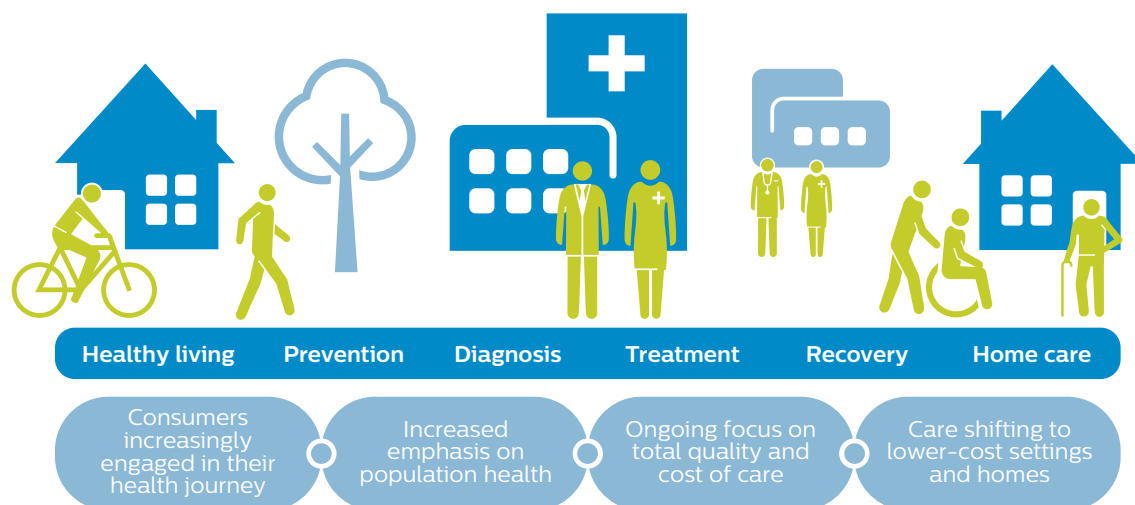 Healthy living Prevention Diagnosis Treatment Recovery Home care
Consumers
increasingly
engaged in their
health journey
Increased
emphasis on
population health
Ongoing focus on
total quality and
cost of care
Care shifting to
lower-cost settings
and homes